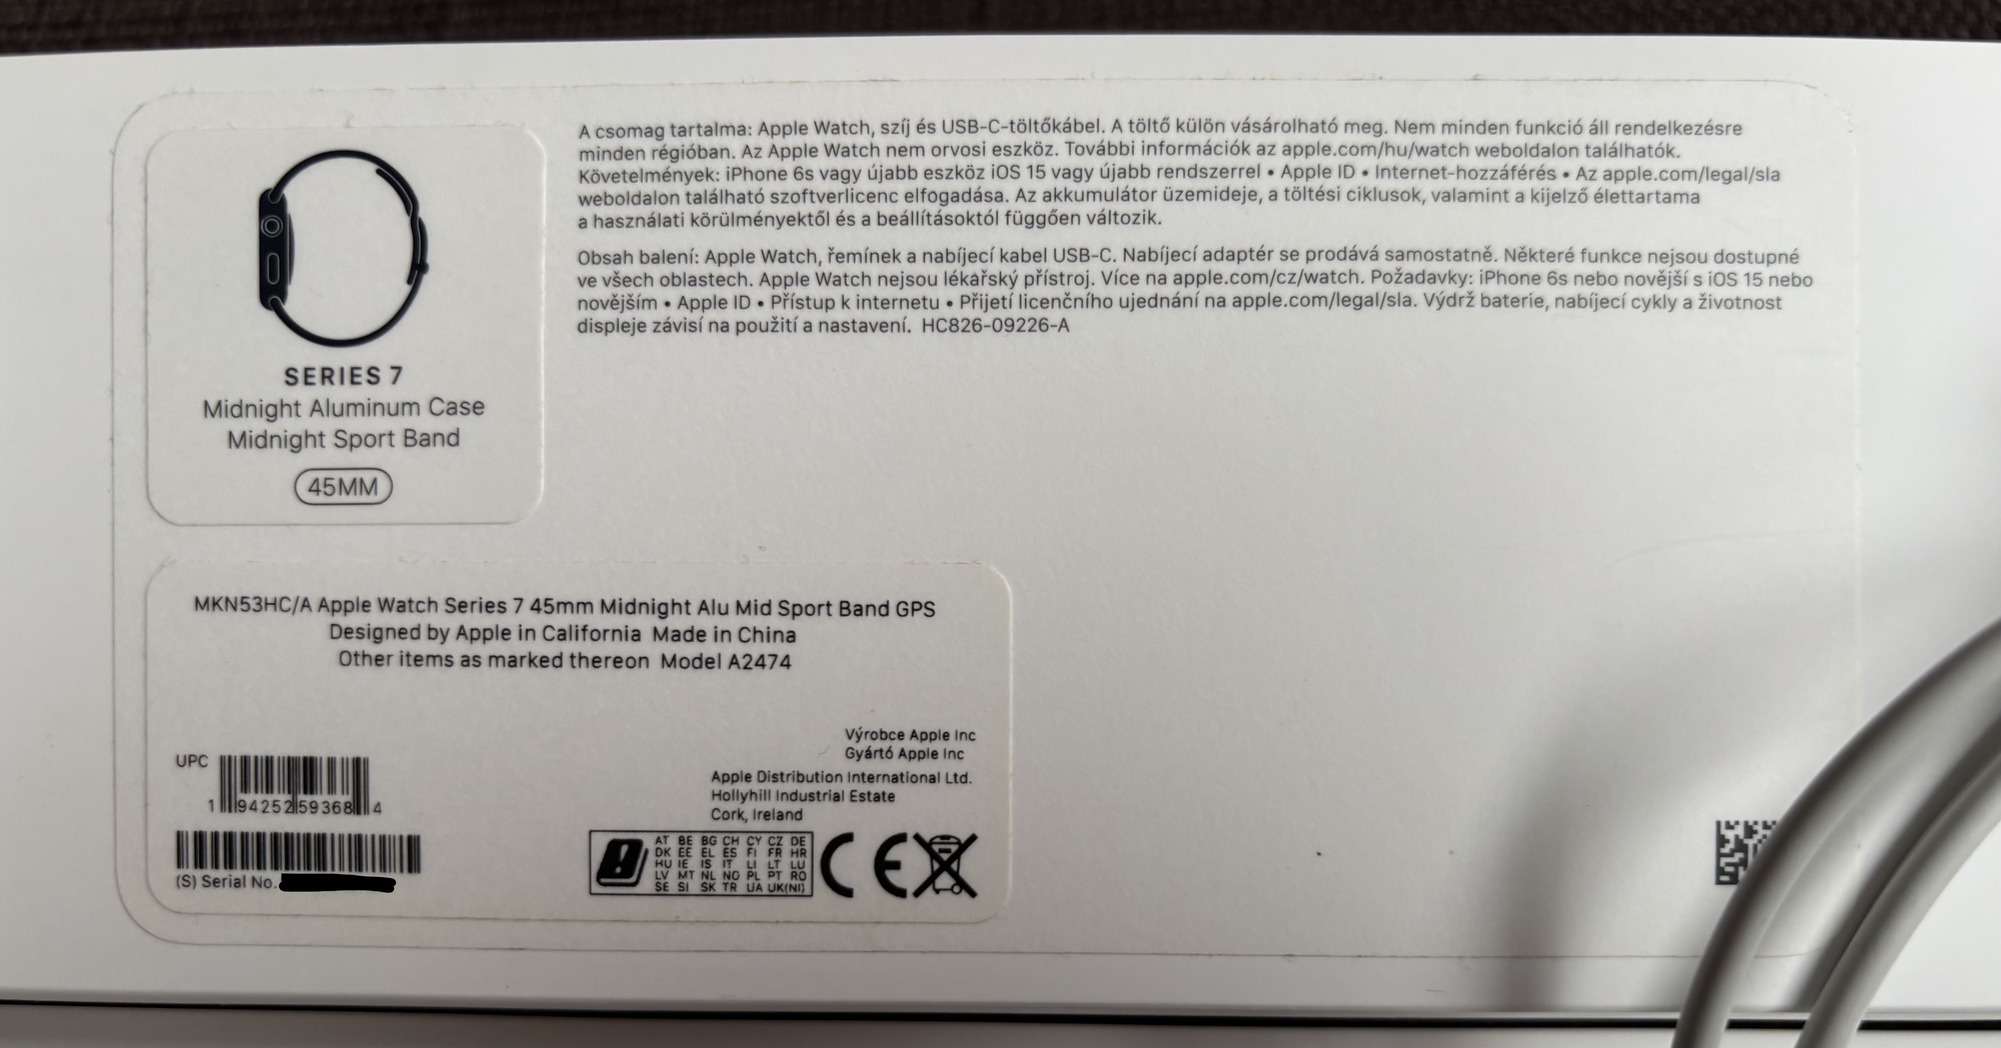 A csomag tartalma: Apple Watch, szíj és USB-C-töltőkábel. A töltő külön vásárolható meg. Nem minden funkció áll rendelkezésre
minden régióban. Az Apple Watch nem orvosi eszköz. További információk az apple.com/hu/watch weboldalon találhatók.
Követelmények: iPhone 6s vagy újabb eszköz iOS 15 vagy újabb rendszerrel • Apple ID • Internet-hozzáférés • Az apple.com/legal/sla
weboldalon található szoftverlicenc elfogadása. Az akkumulátor üzemideje, a töltési ciklusok, valamint a kijelző élettartama
a használati körülményektől és a beállításoktól függően változik.
Obsah balení: Apple Watch, řemínek a nabíjecí kabel USB-C. Nabíjecí adaptér se prodává samostatně. Některé funkce nejsou dostupné
ve všech oblastech. Apple Watch nejsou lékařský přístroj. Více na apple.com/cz/watch. Požadavky: iPhone 6s nebo novější s iOS 15 nebo
novějším • Apple ID • Přístup k internetu • Přijetí licenčního ujednání na apple.com/legal/sla. Výdrž baterie, nabíjecí cykly a životnost
displeje závisí na použití a nastavení. HC826-09226-A
SERIES 7
Midnight Aluminum Case
Midnight Sport Band
45MM
MKN53HC/A Apple Watch Series 7 45mm Midnight Alu Mid Sport Band GPS
Designed by Apple in California Made in China
Other items as marked thereon Model A2474
Výrobce Apple Inc
Gyártó Apple Inc
Apple Distribution International Ltd.
Hollyhill Industrial Estate
Cork, Ireland
UPC
1 94252 59368 4
(S) Serial No.
AT BE BG CH CY CZ DE
DK EE EL ES FI FR HR
HU IE IS IT LI LT LU
LV MT NL NO PL PT RO
SE SI SK TR UA UK(NI)
CE